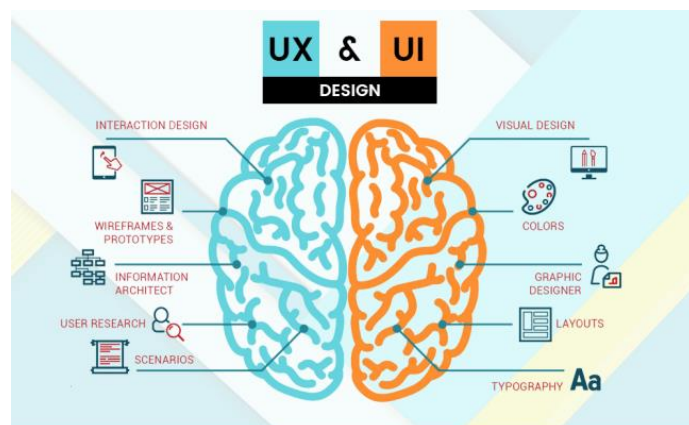 UX & UI
DESIGN
INTERACTION DESIGN
WIREFRAMES &
PROTOTYPES
INFORMATION
ARCHITECT
USER RESEARCH
SCENARIOS
VISUAL DESIGN
COLORS
GRAPHIC
DESIGNER
LAYOUTS
TYPOGRAPHY Aa